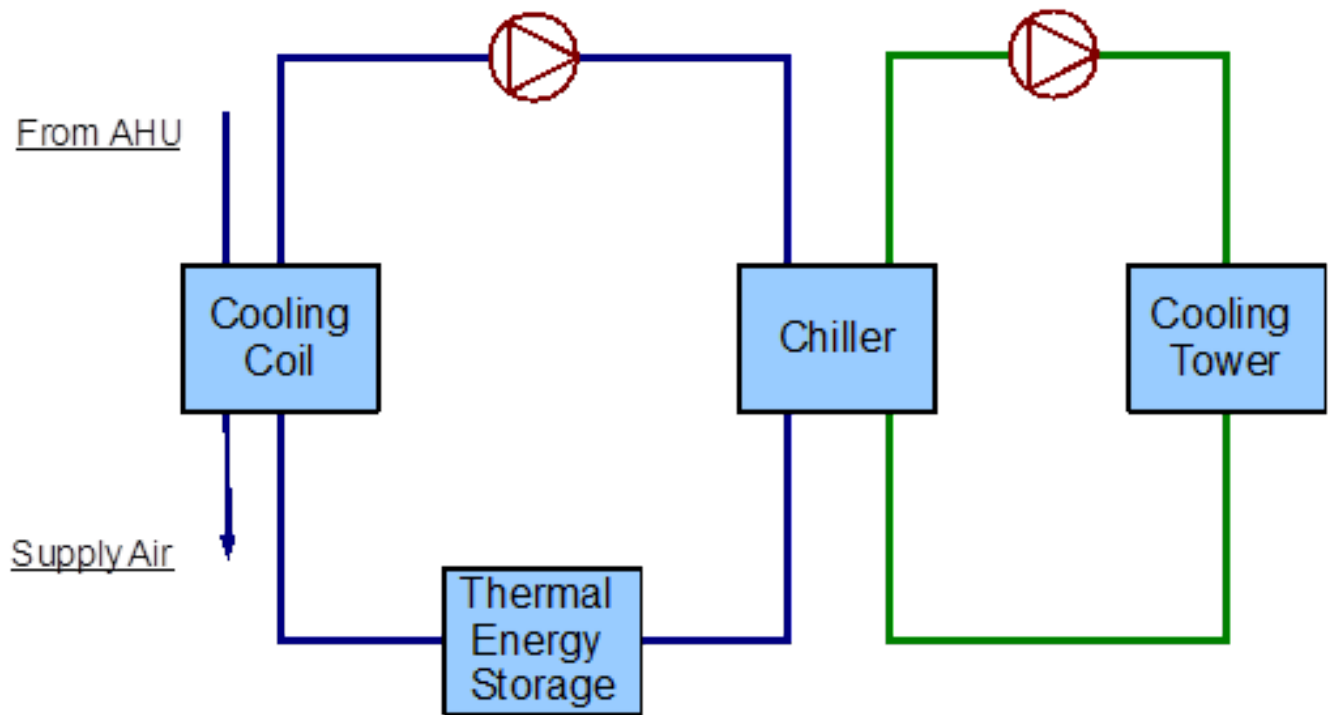 From AHU
Cooling
Coil
Chiller
Cooling
Tower
Supply Air
Thermal
Energy
Storage